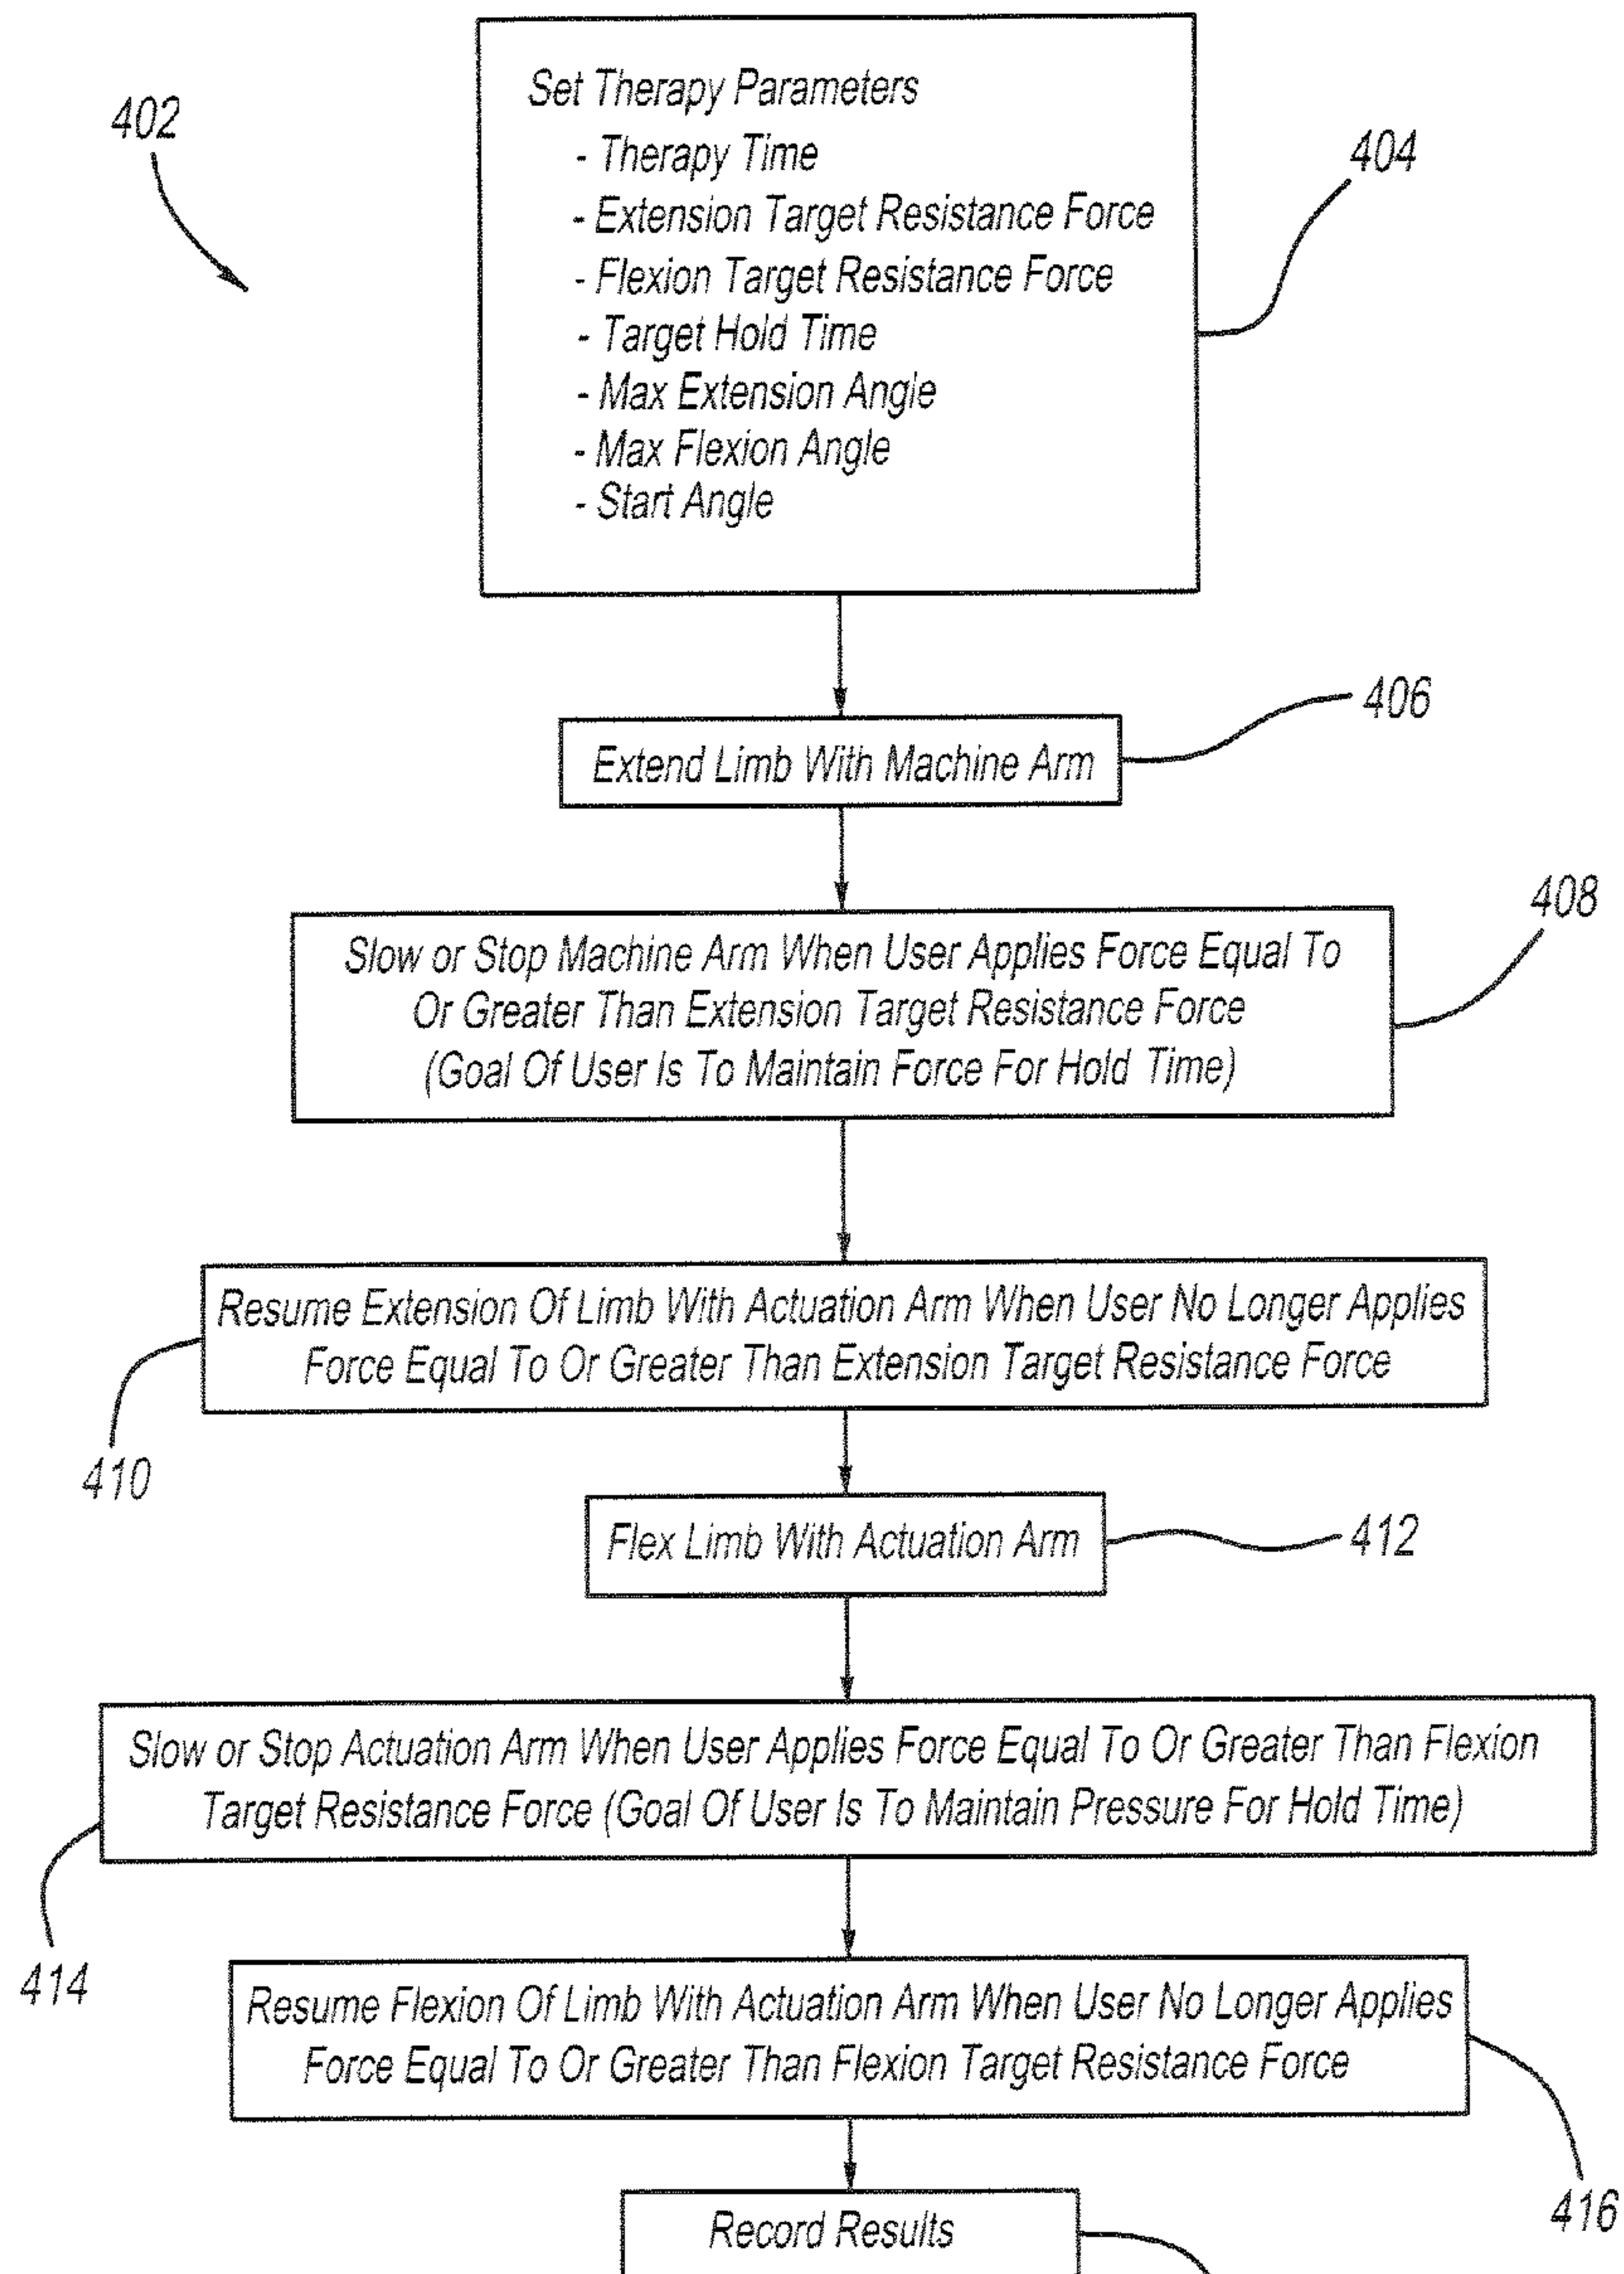 402
Set Therapy Parameters
- Therapy Time
404
- Extension Target Resistance Force
- Flexion Target Resistance Force
- Target Hold Time
- Max Extension Angle
- Max Flexion Angle
- Start Angle
406
Extend Limb With Machine Arm
408
Slow or Stop Machine Arm When User Applies Force Equal To
Or Greater Than Extension Target Resistance Force
(Goal Of User Is To Maintain Force For Hold Time)
Resume Extension Of Limb With Actuation Arm When User No Longer Applies
Force Equal To Or Greater Than Extension Target Resistance Force
410
Flex Limb With Actuation Arm
412
Slow or Stop Actuation Arm When User Applies Force Equal To Or Greater Than Flexion
Target Resistance Force (Goal Of User Is To Maintain Pressure For Hold Time)
414
Resume Flexion Of Limb With Actuation Arm When User No Longer Applies
Force Equal To Or Greater Than Flexion Target Resistance Force
416
Record Results